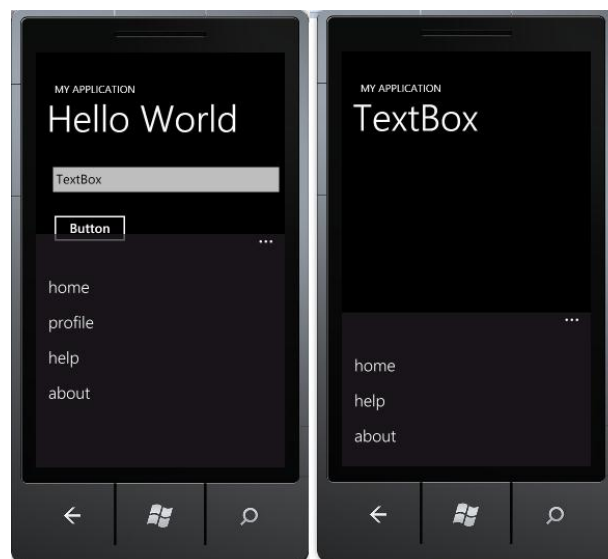 MY APPLICATION
Hello World
TextBox
Button
...
home
profile
help
about
MY APPLICATION
TextBox
...
home
help
about